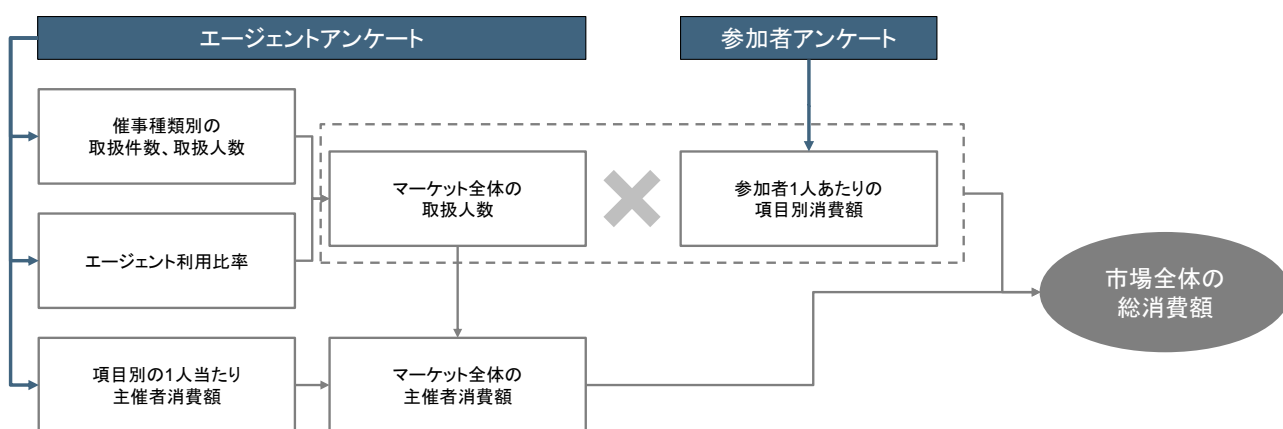 エージェントアンケート
参加者アンケート
催事種類別の
取扱件数、取扱人数
マーケット全体の
取扱人数
参加者1人あたりの
項目別消費額
エージェント利用比率
市場全体の
総消費額
項目別の1人当たり
主催者消費額
マーケット全体の
主催者消費額